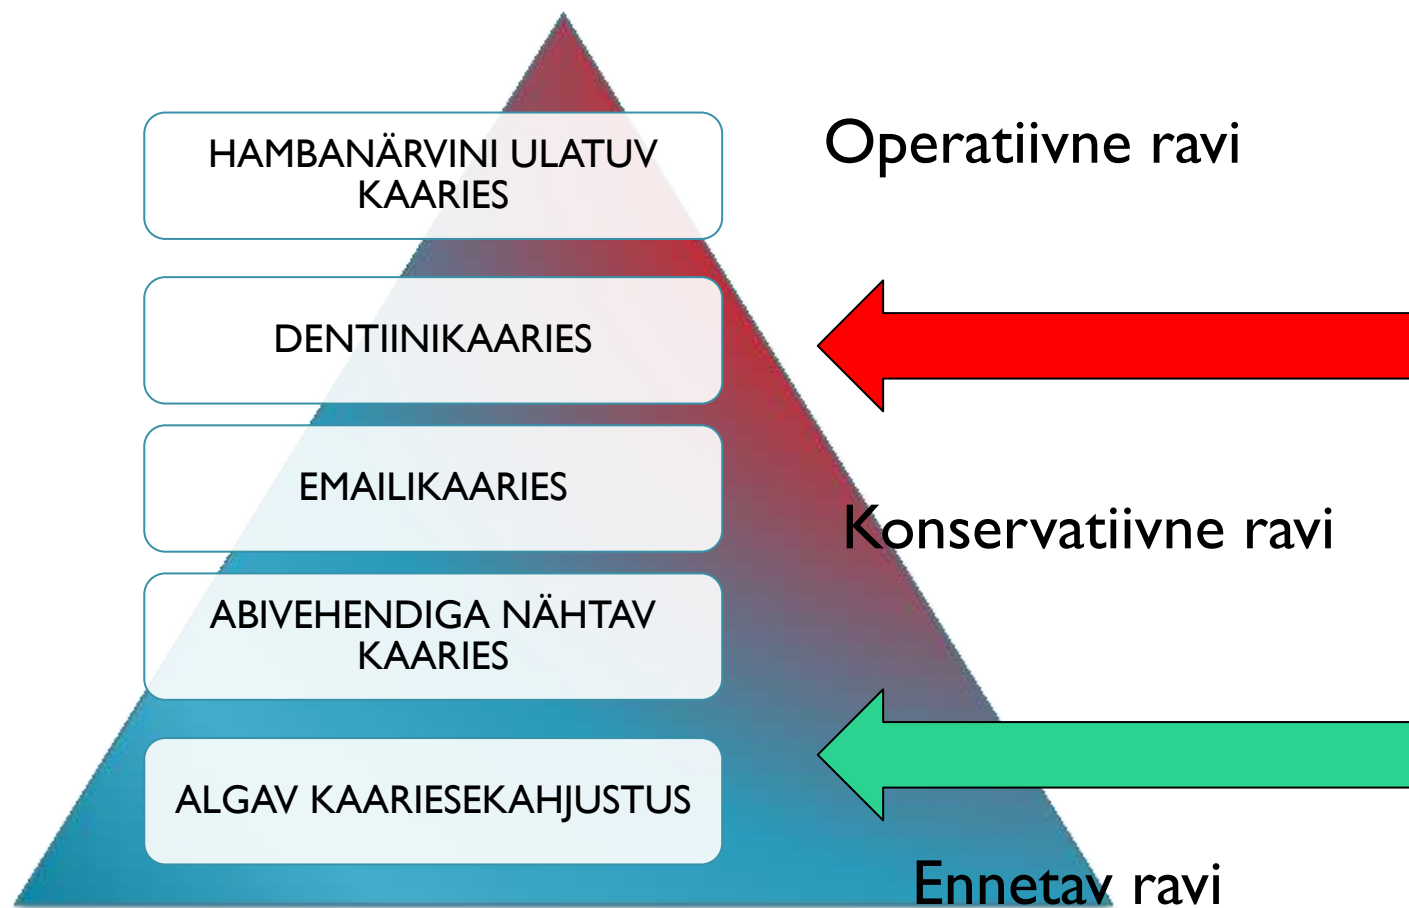 HAMBANÄRVINI ULATUV
KAARIES
Operatiivne ravi
DENTIINIKAARIES
EMAILIKAARIES
Konservatiivne ravi
ABIVEHENDIGA NÄHTAV
KAARIES
ALGAV KAARIESEKAHJUSTUS
Ennetav ravi